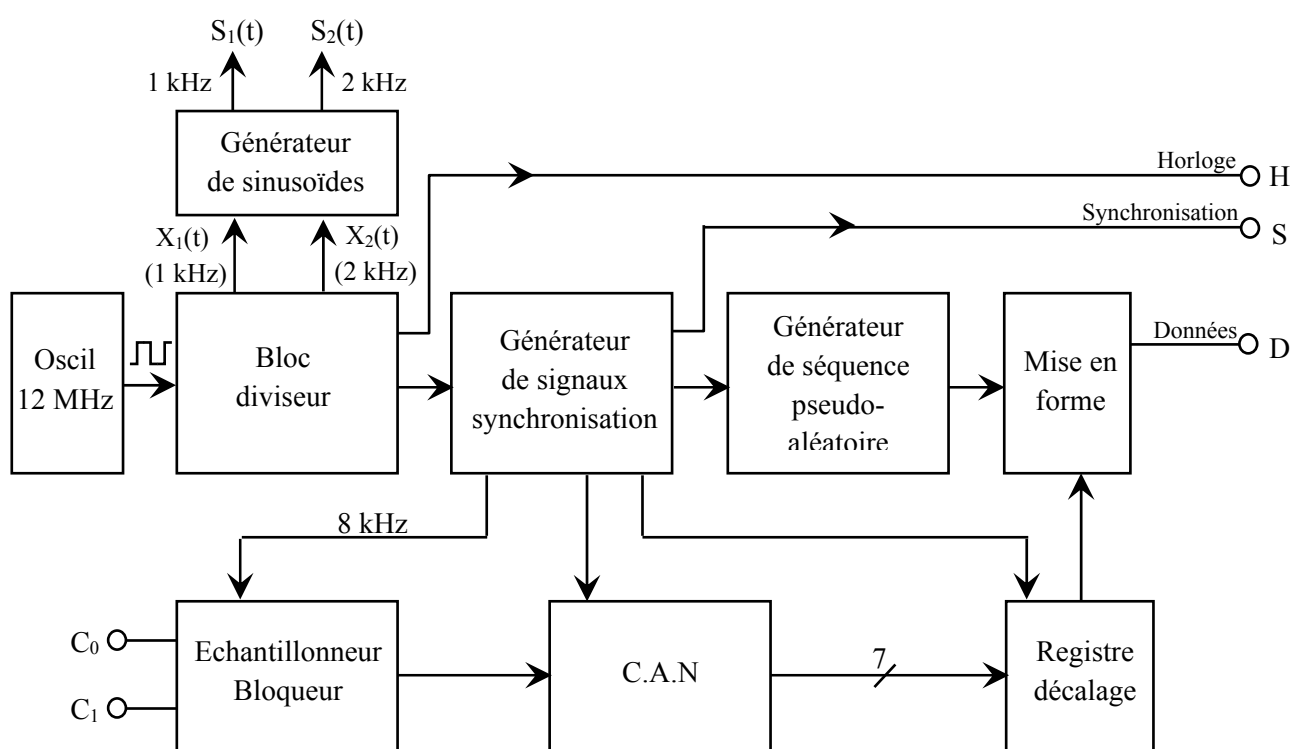 S₁(t) S₂(t)
1 kHz 2 kHz
Générateur
de sinusoïdes
Horloge H
X₁(t) X₂(t)
(1 kHz) (2 kHz)
Synchronisation S
Oscil
12 MHz
Bloc
diviseur
Générateur
de signaux
synchronisation
Générateur
de séquence
pseudo-
aléatoire
Mise en
forme
Données D
8 kHz
C₀
C₁
Echantillonneur
Bloqueur
C.A.N
7
Registre
décalage